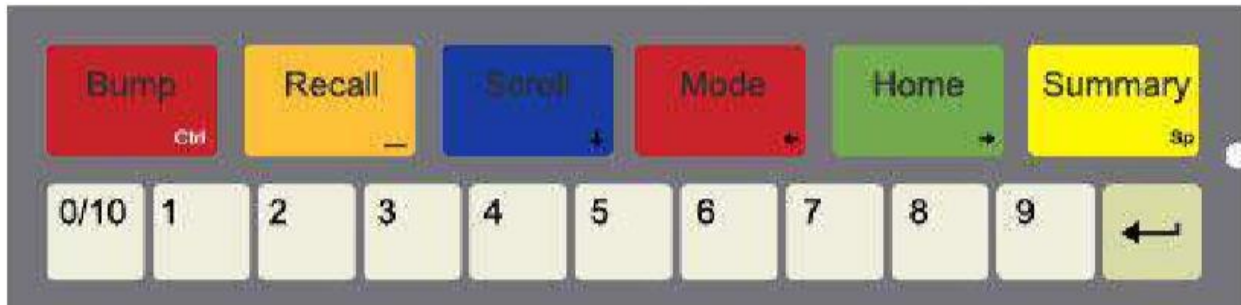 Bump Recall Scroll Mode Home Summary
Ctrl _ ↓ ← → Sp
0/10 1 2 3 4 5 6 7 8 9 ←